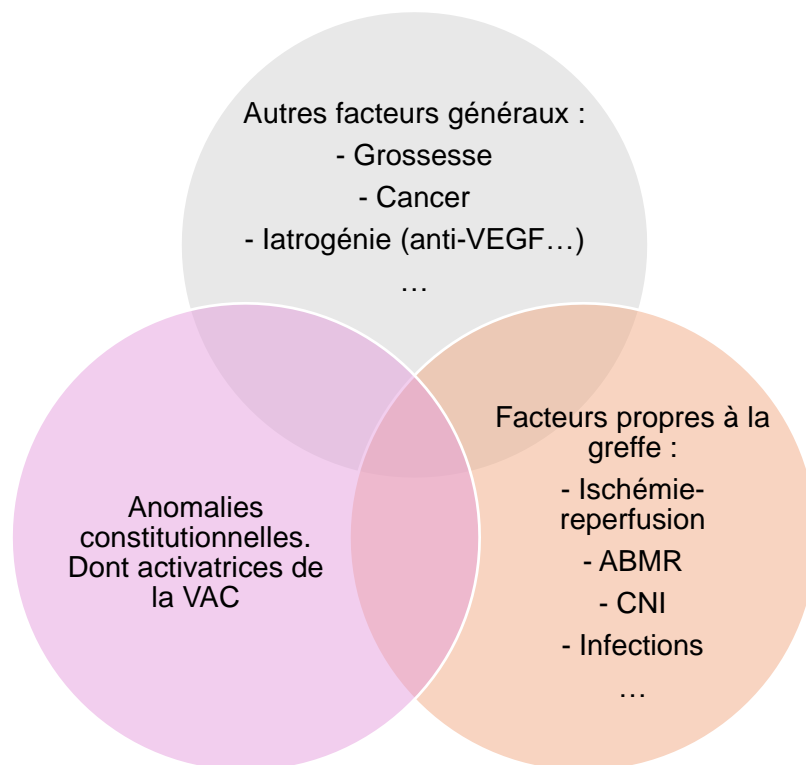 Autres facteurs généraux :
- Grossesse
- Cancer
- Iatrogénie (anti-VEGF…)
…
Anomalies
constitutionnelles.
Dont activatrices de
la VAC
Facteurs propres à la
greffe :
- Ischémie-
reperfusion
- ABMR
- CNI
- Infections
…